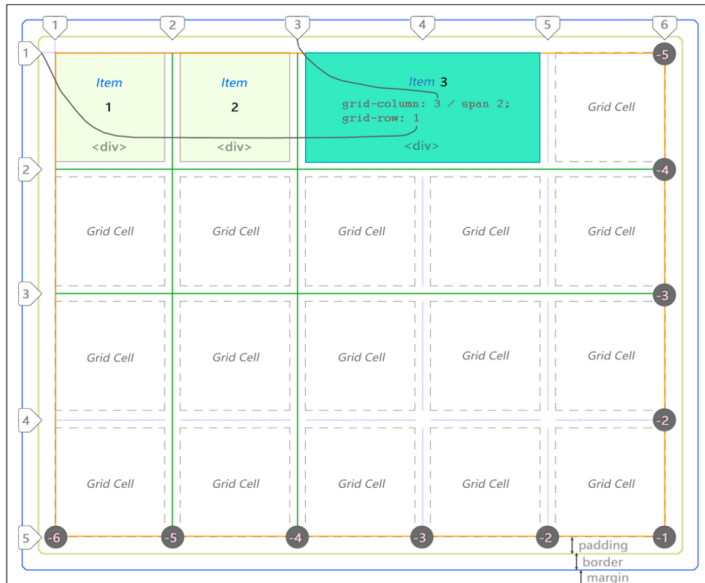 1 2 3 4 5 6
1
-5
Item
1
<div>
Item
2
<div>
Item 3
grid-column: 3 / span 2;
grid-row: 1
<div>
Grid Cell
2
-4
Grid Cell Grid Cell Grid Cell Grid Cell Grid Cell
3
-3
Grid Cell Grid Cell Grid Cell Grid Cell Grid Cell
4
-2
Grid Cell Grid Cell Grid Cell Grid Cell Grid Cell
5
-6 -5 -4 -3 -2 -1
padding
border
margin